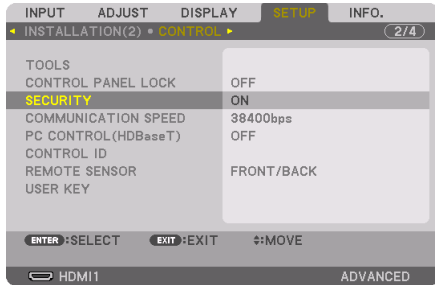 INPUT ADJUST DISPLAY SETUP INFO.
INSTALLATION(2) CONTROL 2/4
TOOLS
CONTROL PANEL LOCK OFF
SECURITY ON
COMMUNICATION SPEED 38400bps
PC CONTROL(HDBaseT) OFF
CONTROL ID
REMOTE SENSOR FRONT/BACK
USER KEY
ENTER :SELECT EXIT :EXIT :MOVE
HDMI1 ADVANCED